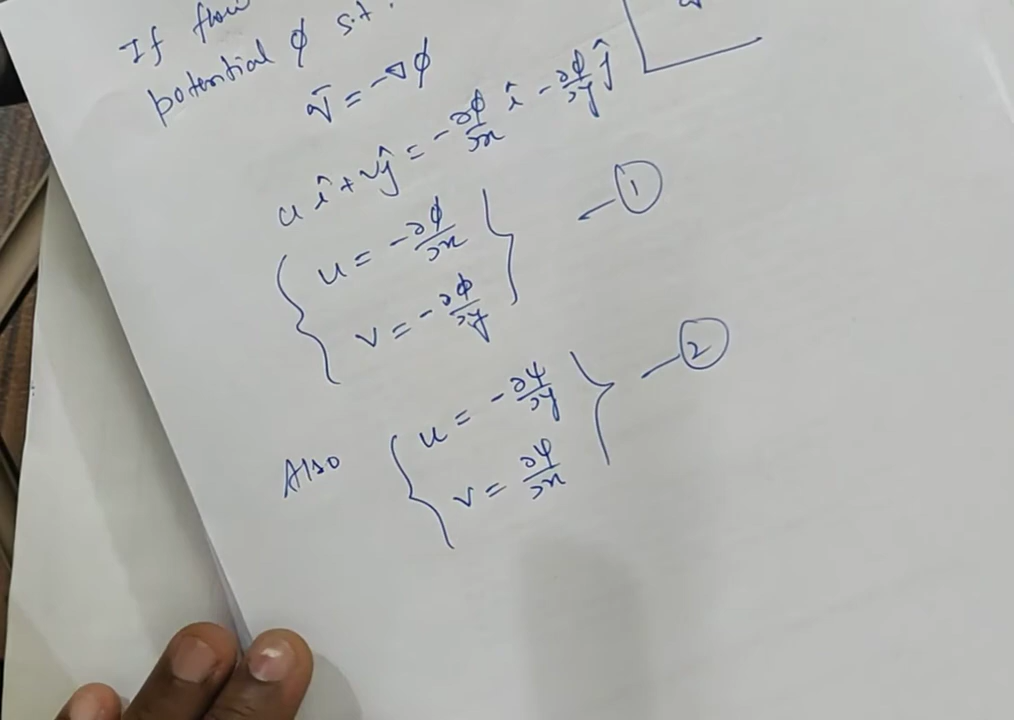 If flow
potential ϕ s.t.
q̄ = -∇ϕ
u î + v ĵ = -∂ϕ/∂x î - ∂ϕ/∂y ĵ
{ u = -∂ϕ/∂x
v = -∂ϕ/∂y } — ①
Also { u = -∂ψ/∂y
v = ∂ψ/∂x } — ②